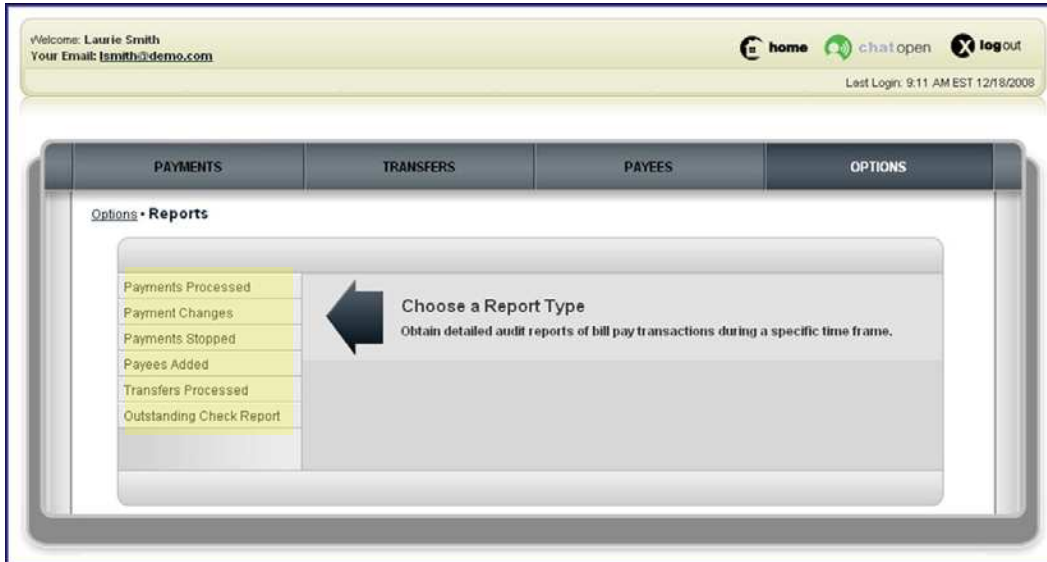 Welcome: Laurie Smith
Your Email: lsmith@demo.com
home chat open logout
Last Login: 9:11 AM EST 12/18/2008
PAYMENTS TRANSFERS PAYEES OPTIONS
Options • Reports
Payments Processed
Payment Changes
Payments Stopped
Payees Added
Transfers Processed
Outstanding Check Report
Choose a Report Type
Obtain detailed audit reports of bill pay transactions during a specific time frame.